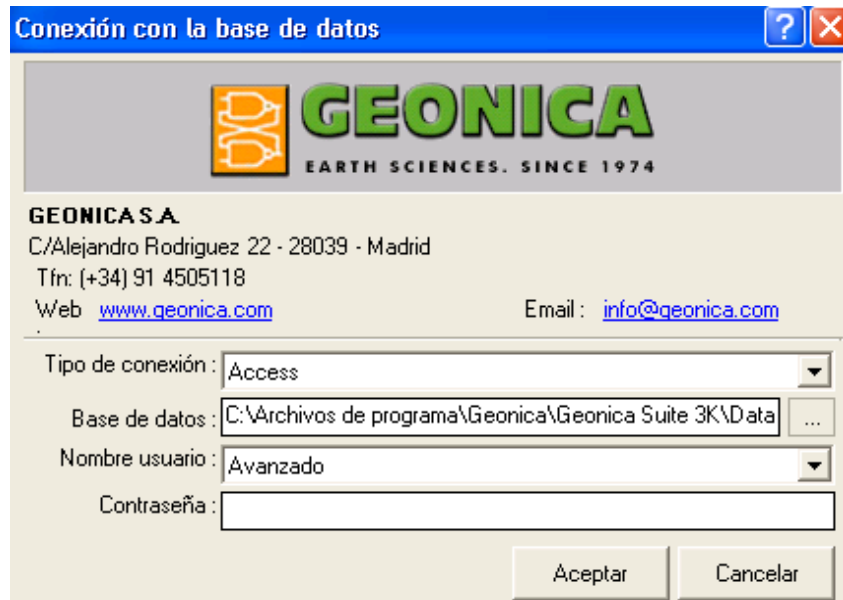 Conexión con la base de datos
GEONICA
EARTH SCIENCES. SINCE 1974
GEONICA S.A.
C/Alejandro Rodriguez 22 - 28039 - Madrid
Tfn: (+34) 91 4505118
Web www.geonica.com Email : info@geonica.com
Tipo de conexión : Access
Base de datos : C:\Archivos de programa\Geonica\Geonica Suite 3K\Data ...
Nombre usuario : Avanzado
Contraseña :
Aceptar Cancelar